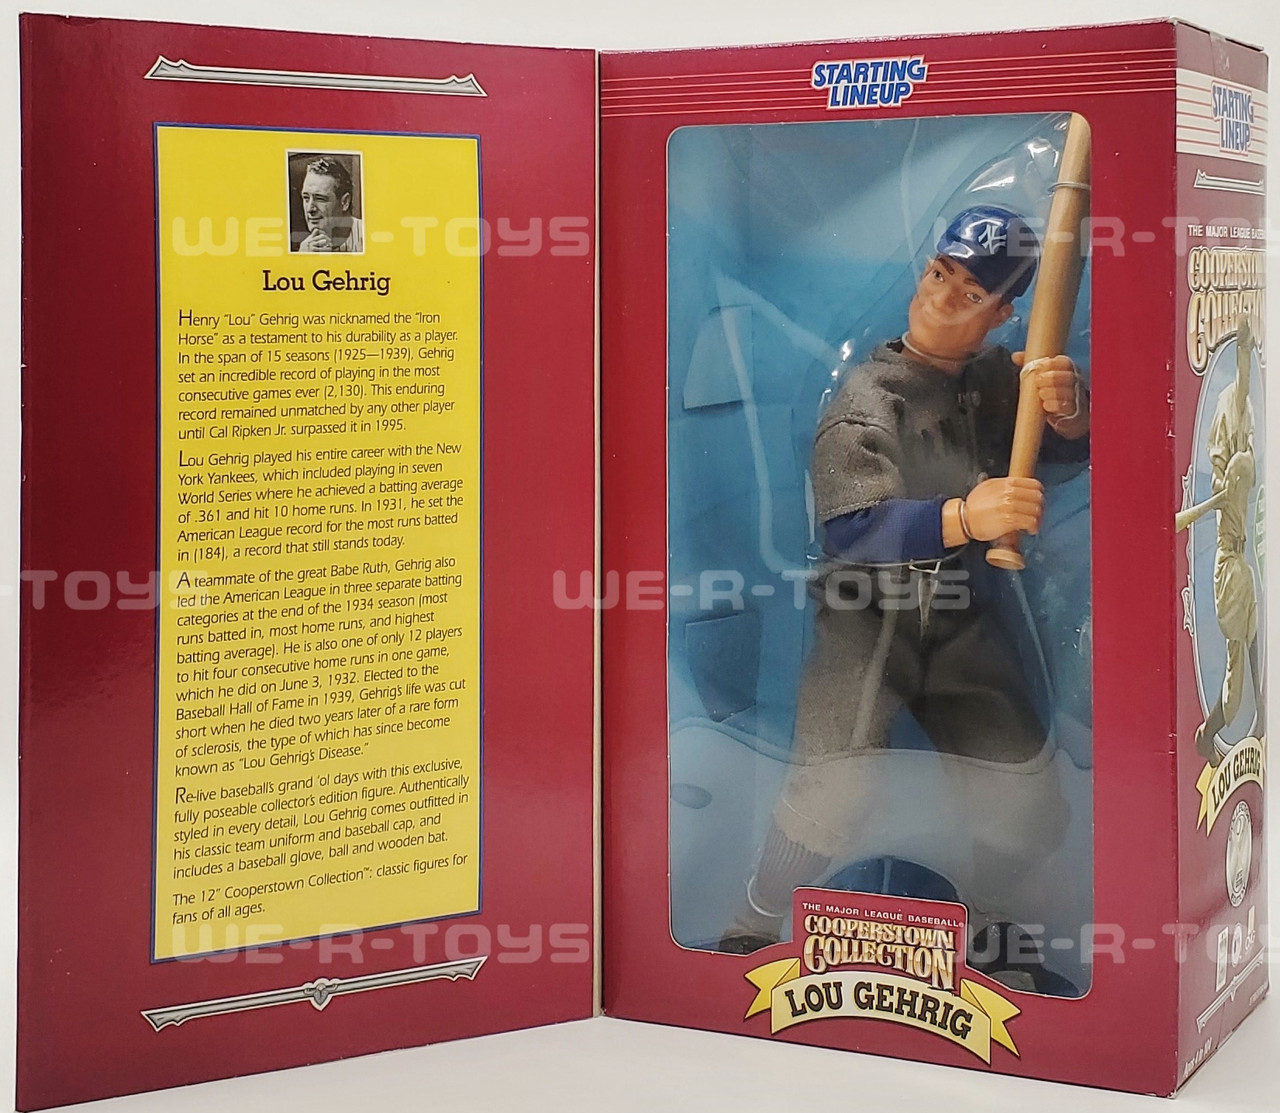 Lou Gehrig
Henry "Lou" Gehrig was nicknamed the "Iron
Horse" as a testament to his durability as a player.
In the span of 15 seasons (1925—1939), Gehrig
set an incredible record of playing in the most
consecutive games ever (2,130). This enduring
record remained unmatched by any other player
until Cal Ripken Jr. surpassed it in 1995.
Lou Gehrig played his entire career with the New
York Yankees, which included playing in seven
World Series where he achieved a batting average
of .361 and hit 10 home runs. In 1931, he set the
American League record for the most runs batted
in (184), a record that still stands today.
A teammate of the great Babe Ruth, Gehrig also
led the American League in three separate batting
categories at the end of the 1934 season (most
runs batted in, most home runs, and highest
batting average). He is also one of only 12 players
to hit four consecutive home runs in one game,
which he did on June 3, 1932. Elected to the
Baseball Hall of Fame in 1939, Gehrig's life was cut
short when he died two years later of a rare form
of sclerosis, the type of which has since become
known as "Lou Gehrig's Disease."
Re-live baseball's grand 'ol days with this exclusive,
fully poseable collector's edition figure. Authentically
styled in every detail, Lou Gehrig comes outfitted in
his classic team uniform and baseball cap, and
includes a baseball glove, ball and wooden bat.
The 12" Cooperstown Collection™: classic figures for
fans of all ages.
STARTING
LINEUP
THE MAJOR LEAGUE BASEBALL®
COOPERSTOWN
COLLECTION
LOU GEHRIG
STARTING
LINEUP
THE MAJOR LEAGUE
COOPERSTOWN
COLLECTION
LOU GEHRIG
WE-R-TOYS
WE-R-TOYS
WE-R-TOYS
WE-R-TOYS
WE-R-TOYS
WE-R-TOYS